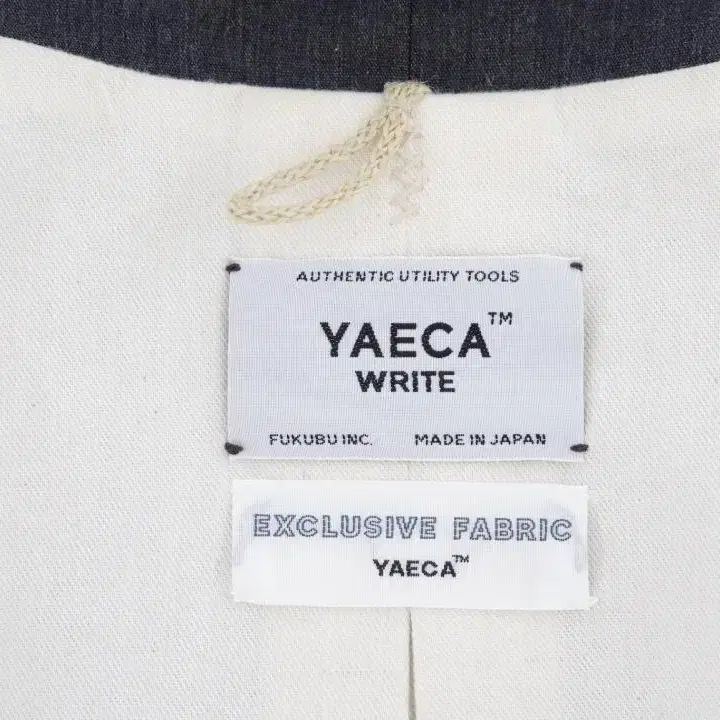 AUTHENTIC UTILITY TOOLS
YAECA™
WRITE
FUKUBU INC. MADE IN JAPAN
EXCLUSIVE FABRIC
YAECA™